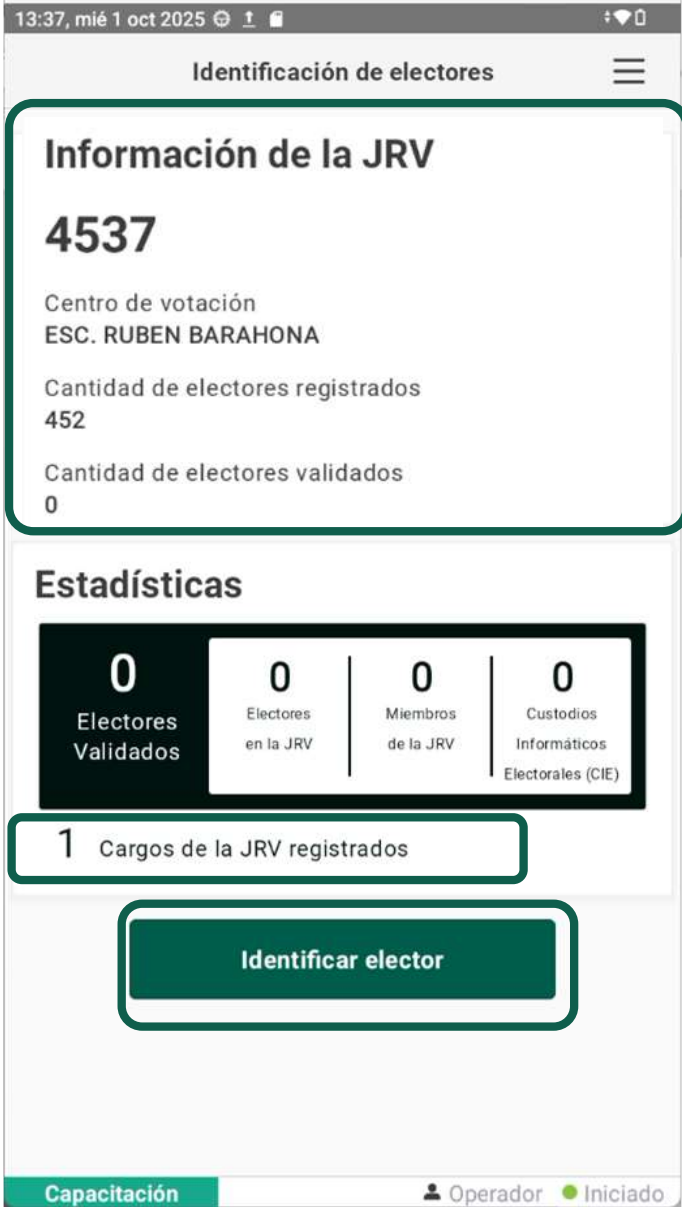 13:37, mié 1 oct 2025
Identificación de electores
Información de la JRV
4537
Centro de votación
ESC. RUBEN BARAHONA
Cantidad de electores registrados
452
Cantidad de electores validados
0
Estadísticas
0
Electores
Validados
0
Electores
en la JRV
0
Miembros
de la JRV
0
Custodios
Informáticos
Electorales (CIE)
1 Cargos de la JRV registrados
Identificar elector
Capacitación Operador Iniciado